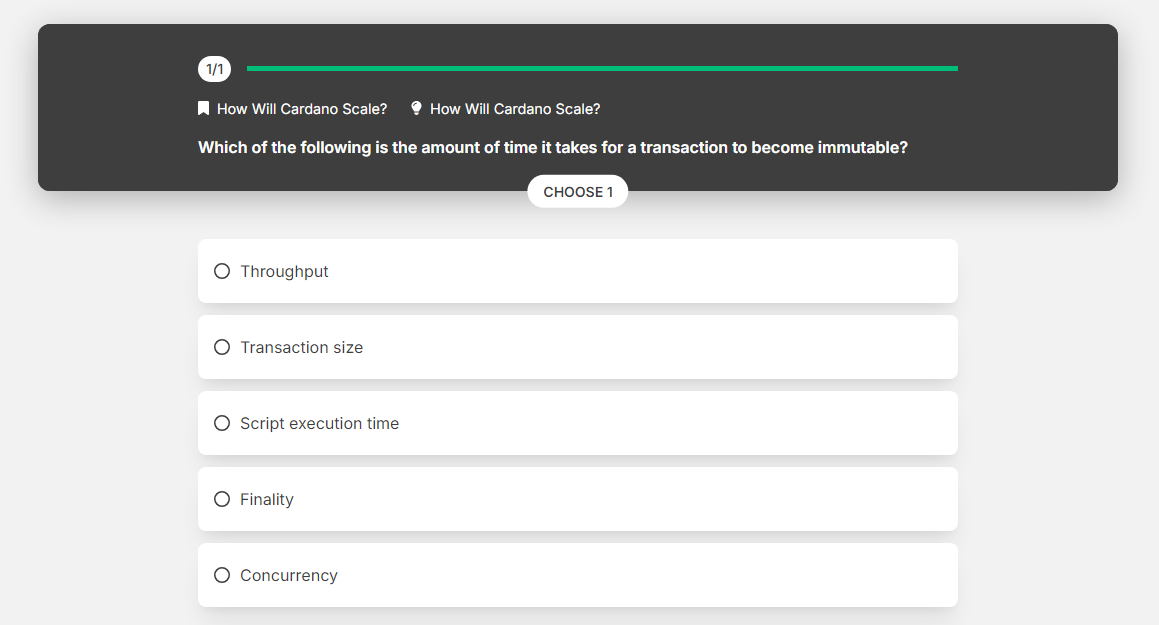 1/1
How Will Cardano Scale? How Will Cardano Scale?
Which of the following is the amount of time it takes for a transaction to become immutable?
CHOOSE 1
Throughput
Transaction size
Script execution time
Finality
Concurrency